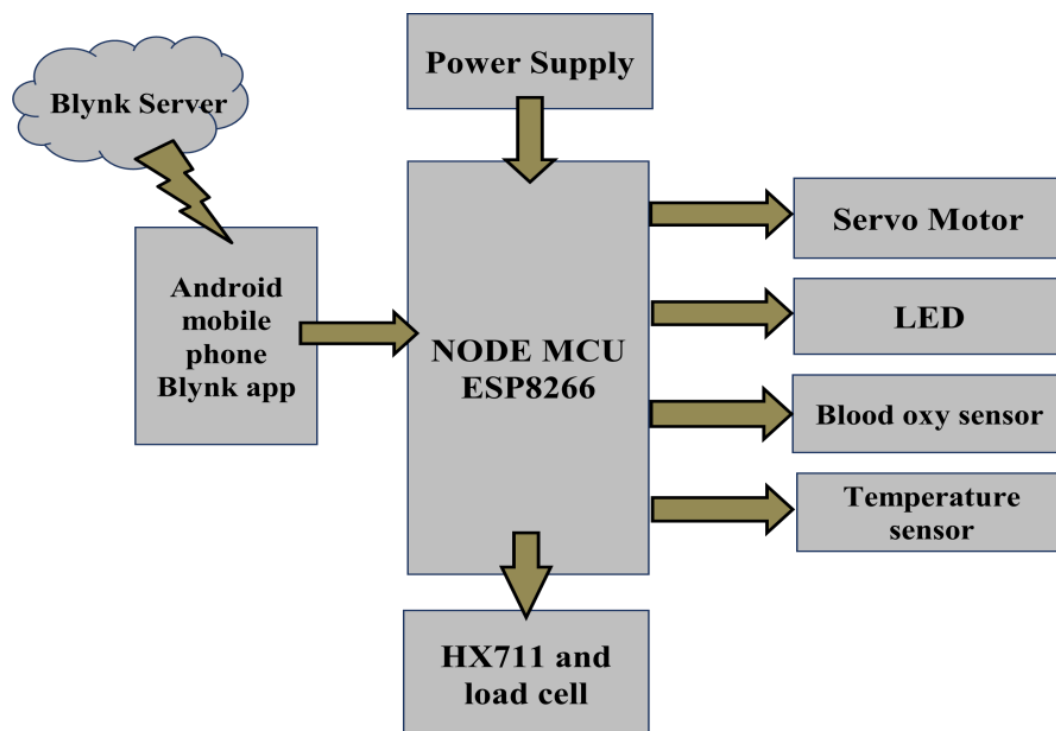 Power Supply
Blynk Server
Servo Motor
Android
mobile
phone
Blynk app
LED
NODE MCU
ESP8266
Blood oxy sensor
Temperature
sensor
HX711 and
load cell